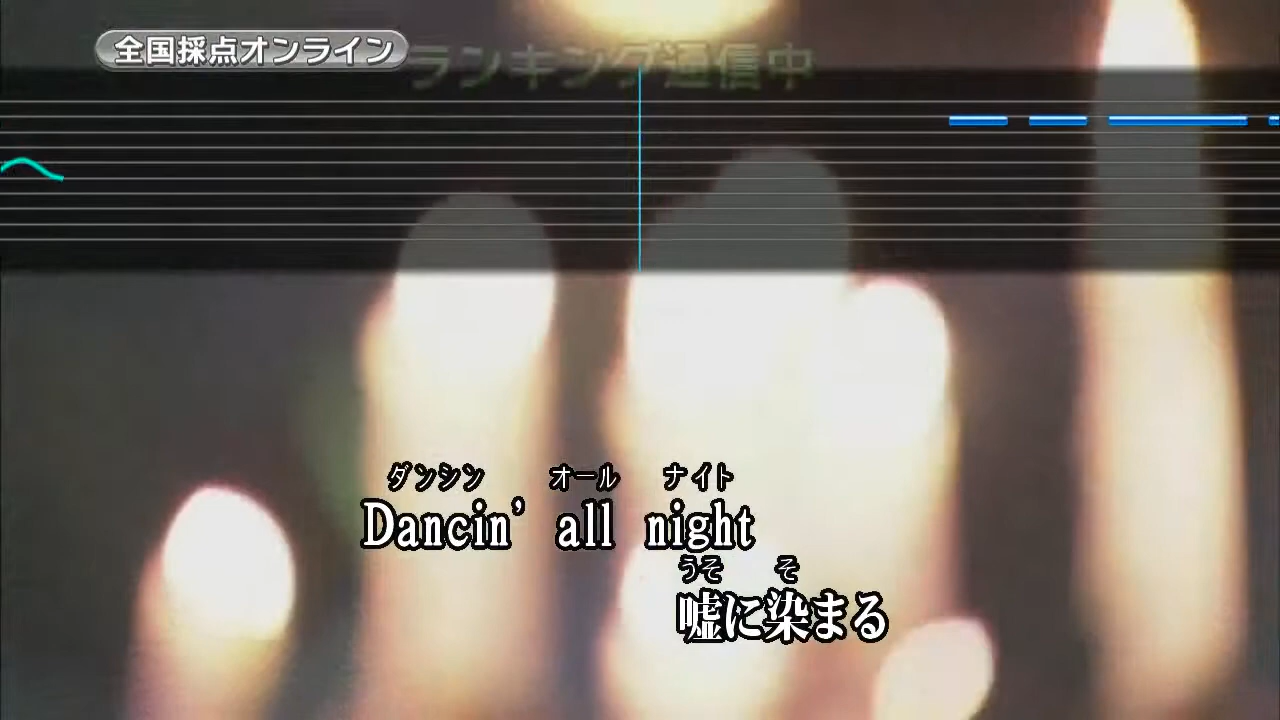 全国採点オンライン
ランキング通信中
ダンシン オール ナイト
Dancin' all night
うそ そ
嘘に染まる